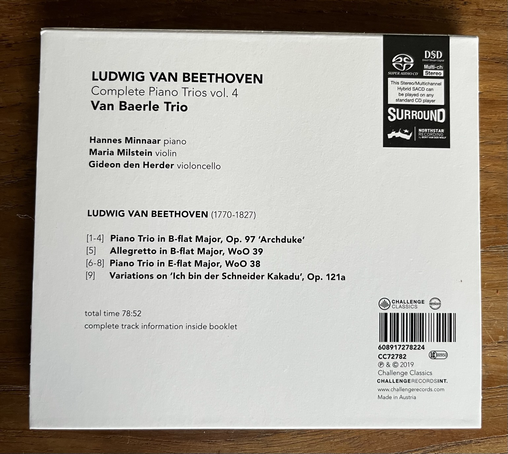 LUDWIG VAN BEETHOVEN
Complete Piano Trios vol. 4
Van Baerle Trio
Hannes Minnaar piano
Maria Milstein violin
Gideon den Herder violoncello
LUDWIG VAN BEETHOVEN (1770-1827)
[1-4] Piano Trio in B-flat Major, Op. 97 ‘Archduke’
[5] Allegretto in B-flat Major, WoO 39
[6-8] Piano Trio in E-flat Major, WoO 38
[9] Variations on ‘Ich bin der Schneider Kakadu’, Op. 121a
total time 78:52
complete track information inside booklet
SUPER AUDIO CD
DSD
Multi-ch
Stereo
This Stereo/Multichannel
Hybrid SACD can
be played on any
standard CD player
SURROUND
NORTHSTAR
RECORDING
CHALLENGE
CLASSICS
608917278224
CC72782
℗ & © 2019
Challenge Classics
CHALLENGERECORDSINT.
www.challengerecords.com
Made in Austria